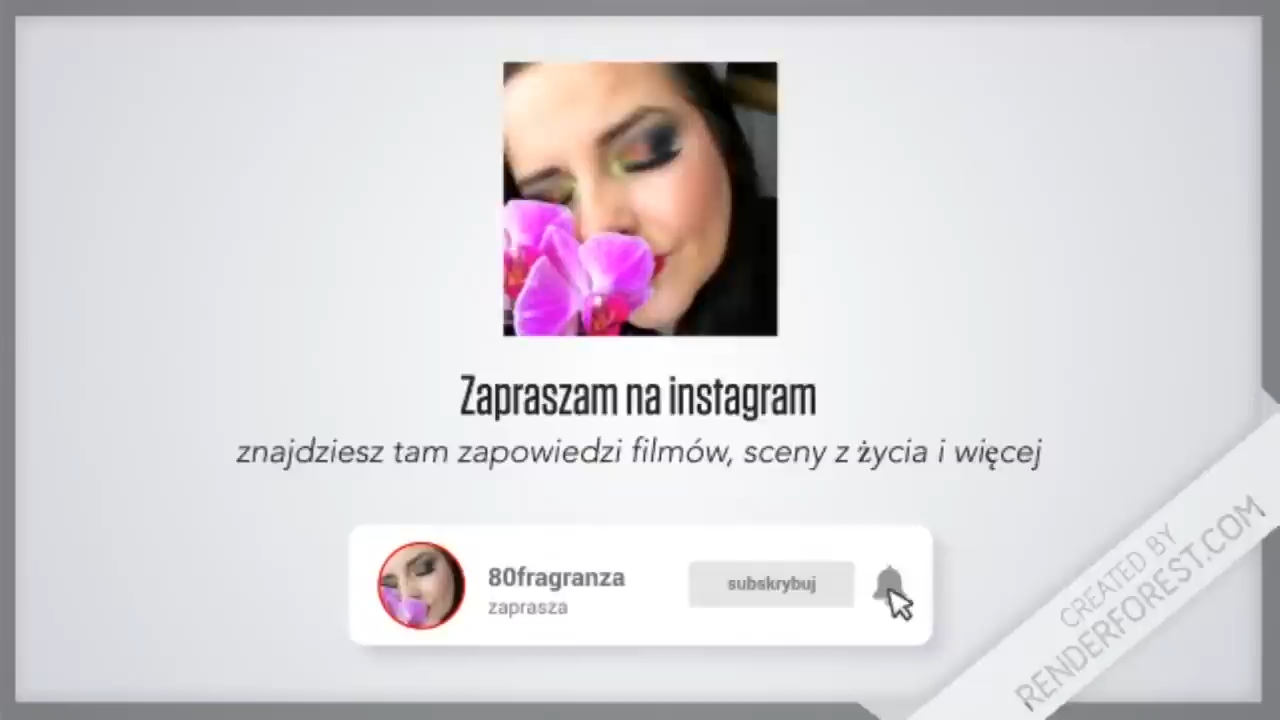 Zapraszam na instagram
znajdziesz tam zapowiedzi filmów, sceny z życia i więcej
80fragranza
zaprasza
subskrybuj
CREATED BY
RENDERFOREST.COM